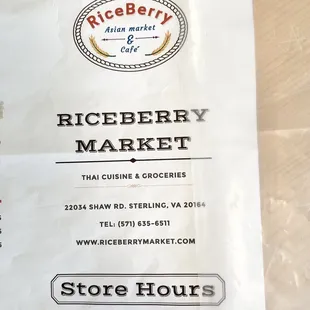 RiceBerry
Asian market
&
Café
RICEBERRY
MARKET
THAI CUISINE & GROCERIES
22034 SHAW RD. STERLING, VA 20164
TEL: (571) 635-6511
WWW.RICEBERRYMARKET.COM
Store Hours